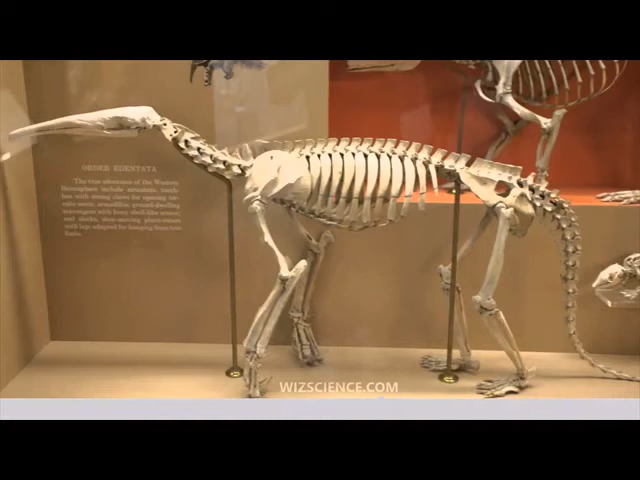 ORDER EDENTATA
The true edentates of the Western
Hemisphere include anteaters, tooth-
less with strong claws for opening ter-
mite nests; armadillos, ground-dwelling
scavengers with bony shell-like armor;
and sloths, slow-moving plant-eaters
with legs adapted for hanging from tree
limbs.
WIZSCIENCE.COM